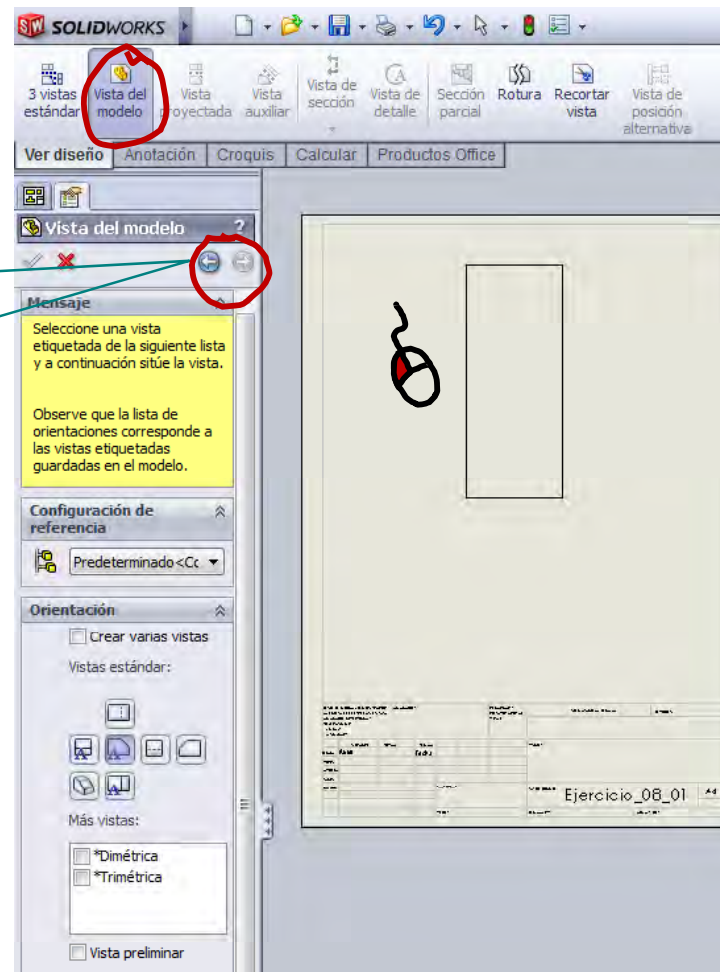 SW SOLIDWORKS
3 vistas estándar
Vista del modelo
Vista proyectada
Vista auxiliar
Vista de sección
Vista de detalle
Sección parcial
Rotura
Recortar vista
Vista de posición alternativa
Ver diseño
Anotación
Croquis
Calcular
Productos Office
Vista del modelo ?
Mensaje
Seleccione una vista
etiquetada de la siguiente lista
y a continuación sitúe la vista.
Observe que la lista de
orientaciones corresponde a
las vistas etiquetadas
guardadas en el modelo.
Configuración de
referencia
Predeterminado<Cc
Orientación
Crear varias vistas
Vistas estándar:
Más vistas:
*Dimétrica
*Trimétrica
Vista preliminar
Ejercicio_08_01
A4